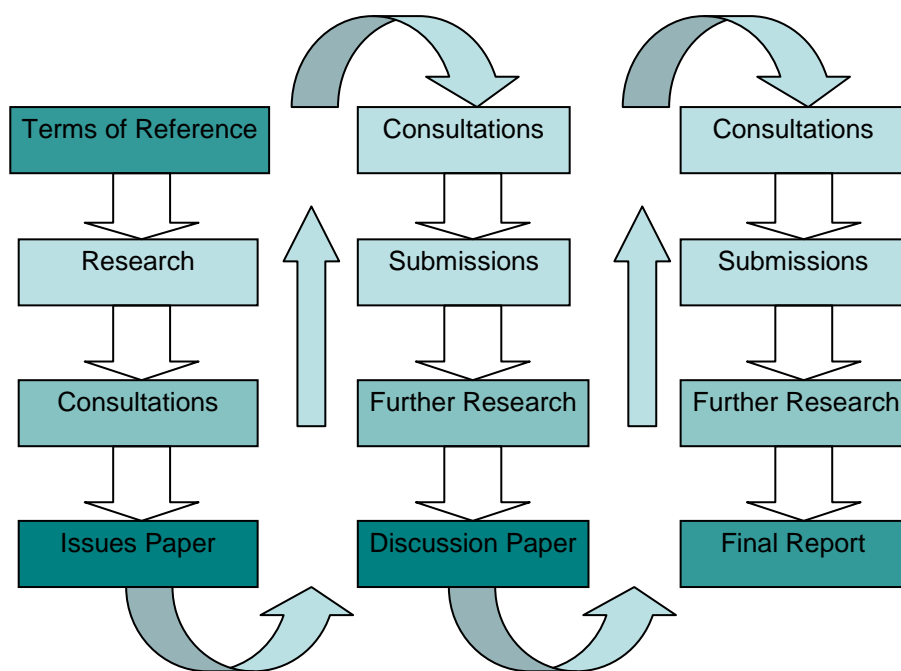 Terms of Reference
Research
Consultations
Issues Paper
Consultations
Submissions
Further Research
Discussion Paper
Consultations
Submissions
Further Research
Final Report